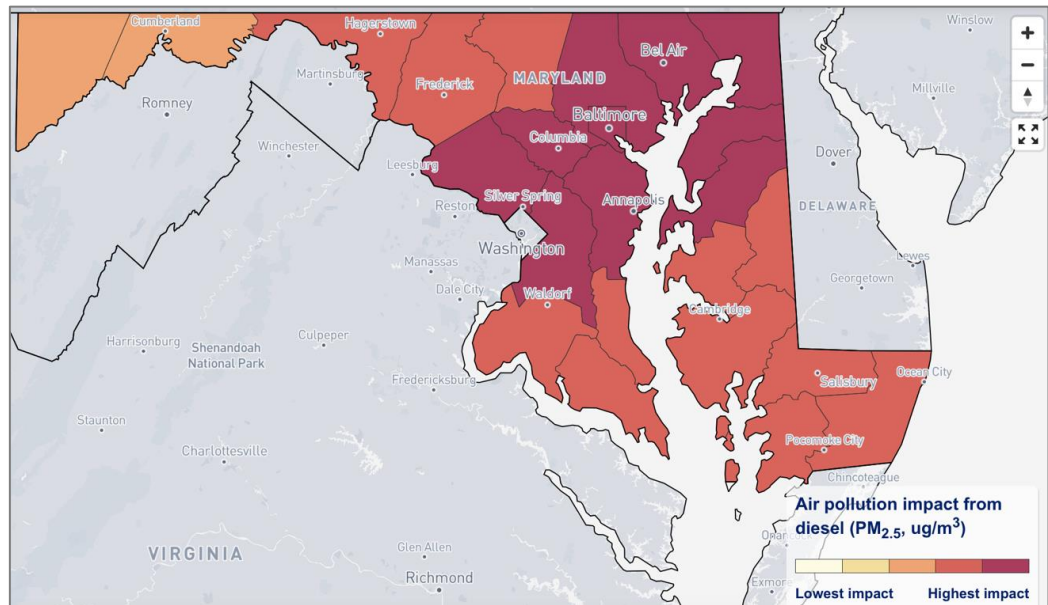 Cumberland
Hagerstown
Winslow
Bel Air
Martinsburg
MARYLAND
Frederick
Millville
Romney
Baltimore
Columbia
Winchester
Dover
Leesburg
Silver Spring
Annapolis
Reston
DELAWARE
Washington
Manassas
Lewes
Georgetown
Dale City
Waldorf
Cambridge
Harrisonburg
Culpeper
Shenandoah
National Park
Ocean City
Salisbury
Fredericksburg
Staunton
Pocomoke City
Charlottesville
Chincoteague
Air pollution impact from
diesel (PM2.5, ug/m³)
VIRGINIA
Glen Allen
Richmond
Exmore
Lowest impact Highest impact